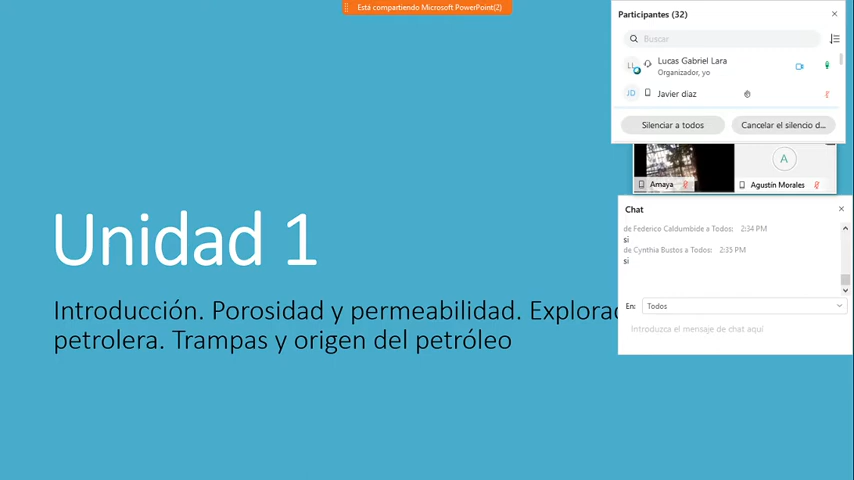 Está compartiendo Microsoft PowerPoint(2)
Participantes (32)
Buscar
LL
Lucas Gabriel Lara
Organizador, yo
JD
Javier diaz
Silenciar a todos
Cancelar el silencio d...
A
Amaya
Agustín Morales
Chat
de Federico Caldumbide a Todos: 2:34 PM
si
de Cynthia Bustos a Todos: 2:35 PM
si
En:
Todos
Introduzca el mensaje de chat aquí
Unidad 1
Introducción. Porosidad y permeabilidad. Explorac
petrolera. Trampas y origen del petróleo